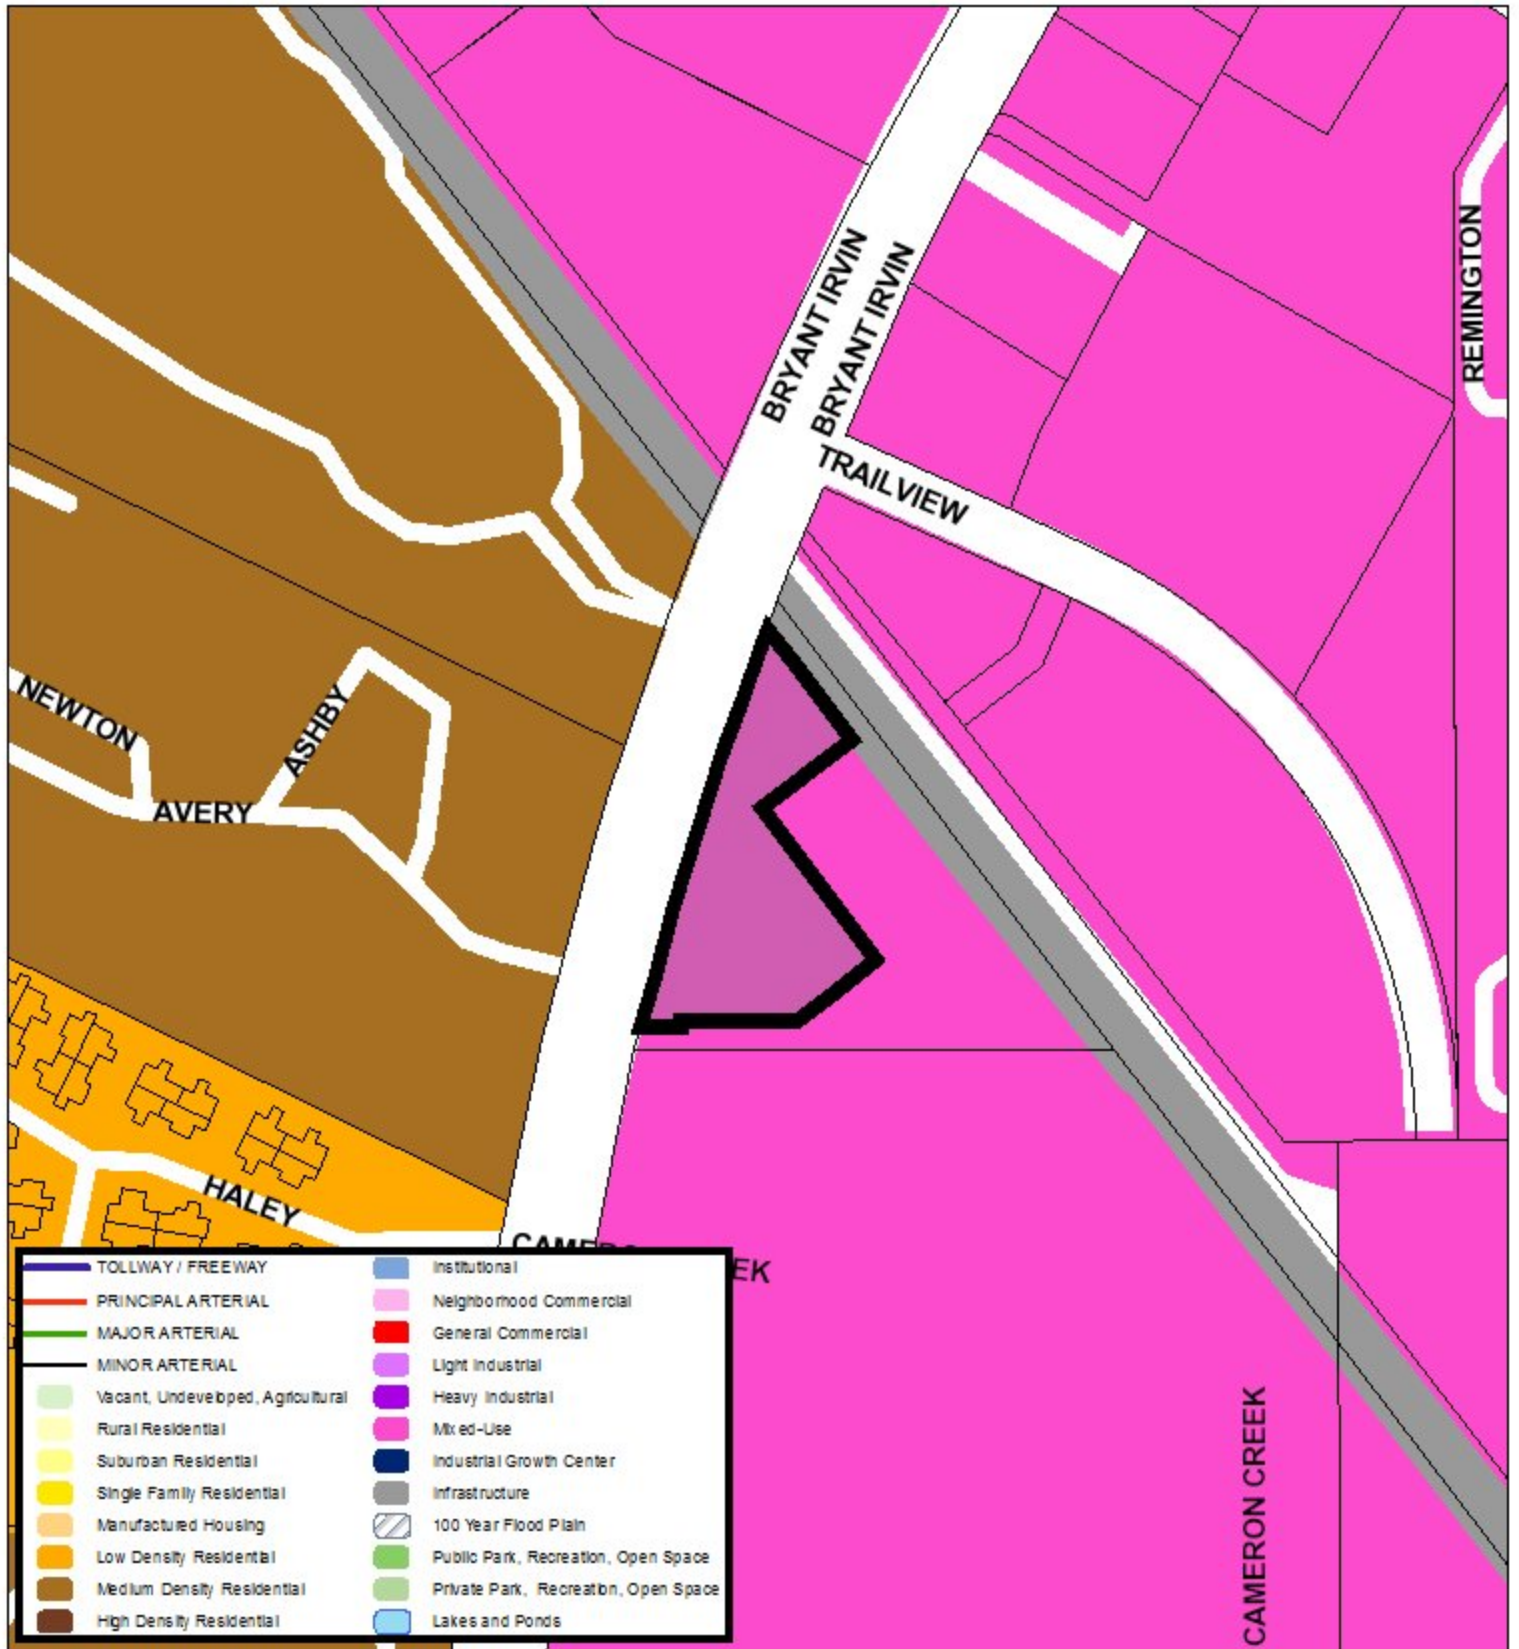 BRYANT IRVIN
BRYANT IRVIN
REMINGTON
TRAILVIEW
NEWTON
ASHBY
AVERY
HALEY
EK
CAMERON CREEK
TOLLWAY / FREEWAY
PRINCIPAL ARTERIAL
MAJOR ARTERIAL
MINOR ARTERIAL
Vacant, Undeveloped, Agricultural
Rural Residential
Suburban Residential
Single Family Residential
Manufactured Housing
Low Density Residential
Medium Density Residential
High Density Residential
Institutional
Neighborhood Commercial
General Commercial
Light Industrial
Heavy Industrial
Mixed-Use
Industrial Growth Center
Infrastructure
100 Year Flood Plain
Public Park, Recreation, Open Space
Private Park, Recreation, Open Space
Lakes and Ponds